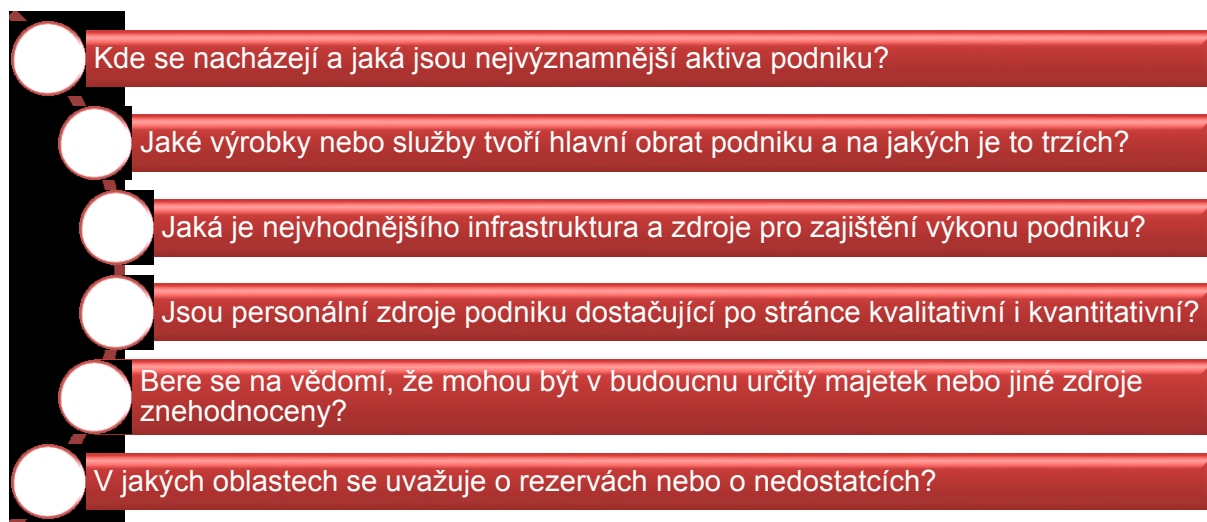 Kde se nacházejí a jaká jsou nejvýznamnější aktiva podniku?
Jaké výrobky nebo služby tvoří hlavní obrat podniku a na jakých je to trzích?
Jaká je nejvhodnějšího infrastruktura a zdroje pro zajištění výkonu podniku?
Jsou personální zdroje podniku dostačující po stránce kvalitativní i kvantitativní?
Bere se na vědomí, že mohou být v budoucnu určitý majetek nebo jiné zdroje
znehodnoceny?
V jakých oblastech se uvažuje o rezervách nebo o nedostatcích?